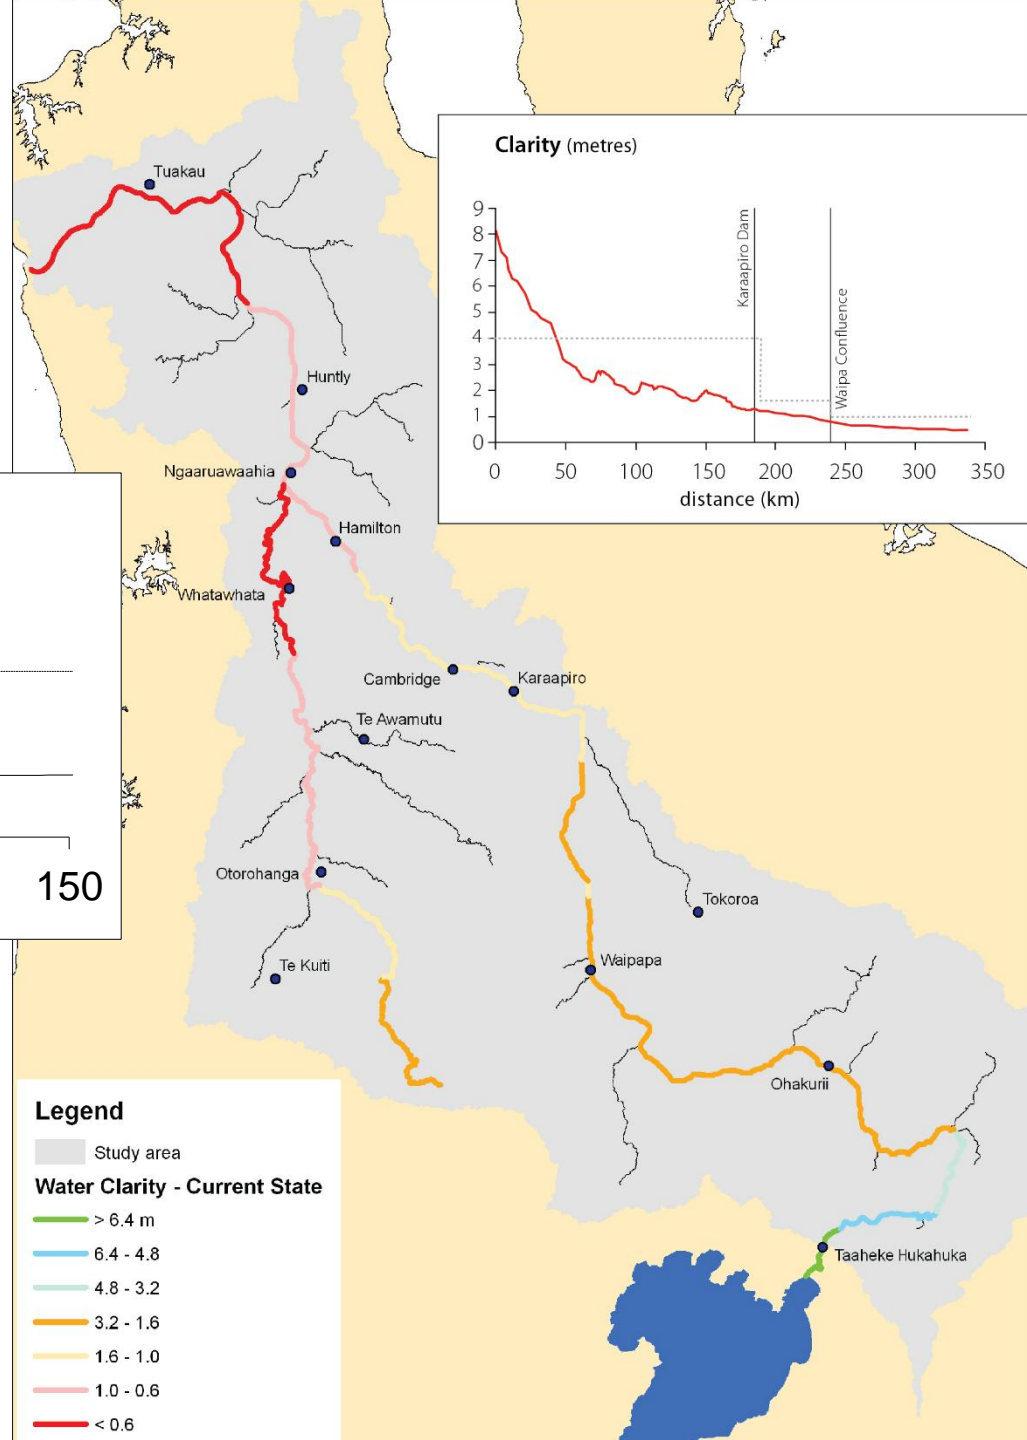 Tuakau
Huntly
Ngaaruawaahia
Hamilton
Whatawhata
Cambridge
Karaapiro
Te Awamutu
Otorohanga
Tokoroa
Te Kuiti
Waipapa
Ohakurii
Taaheke Hukahuka
Clarity (metres)
9
8
7
6
5
4
3
2
1
0
Karaapiro Dam
Waipa Confluence
0 50 100 150 200 250 300 350
distance (km)
150
Legend
Study area
Water Clarity - Current State
> 6.4 m
6.4 - 4.8
4.8 - 3.2
3.2 - 1.6
1.6 - 1.0
1.0 - 0.6
< 0.6